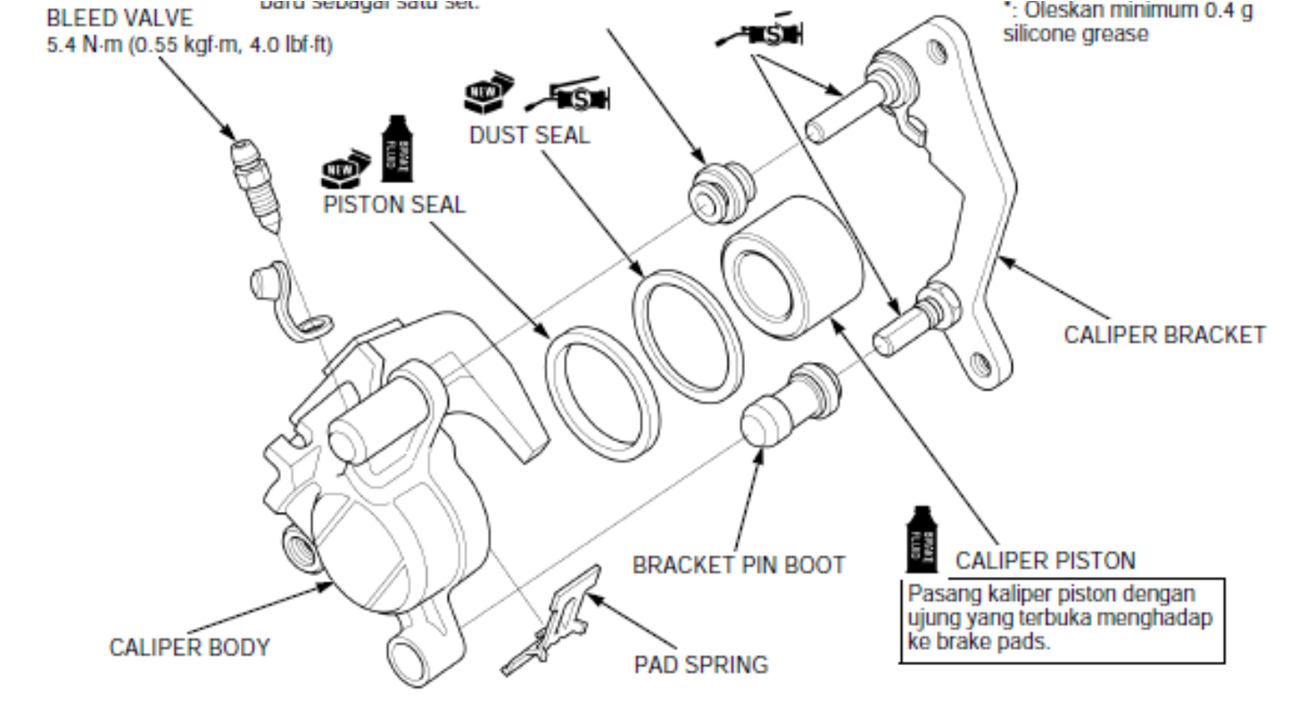 baru sebagai satu set.
*: Oleskan minimum 0.4 g
silicone grease
BLEED VALVE
5.4 N·m (0.55 kgf·m, 4.0 lbf·ft)
NEW
S
S
DUST SEAL
NEW
BRAKE
FLUID
PISTON SEAL
CALIPER BRACKET
BRACKET PIN BOOT
BRAKE
FLUID
CALIPER PISTON
Pasang kaliper piston dengan
ujung yang terbuka menghadap
ke brake pads.
CALIPER BODY
PAD SPRING